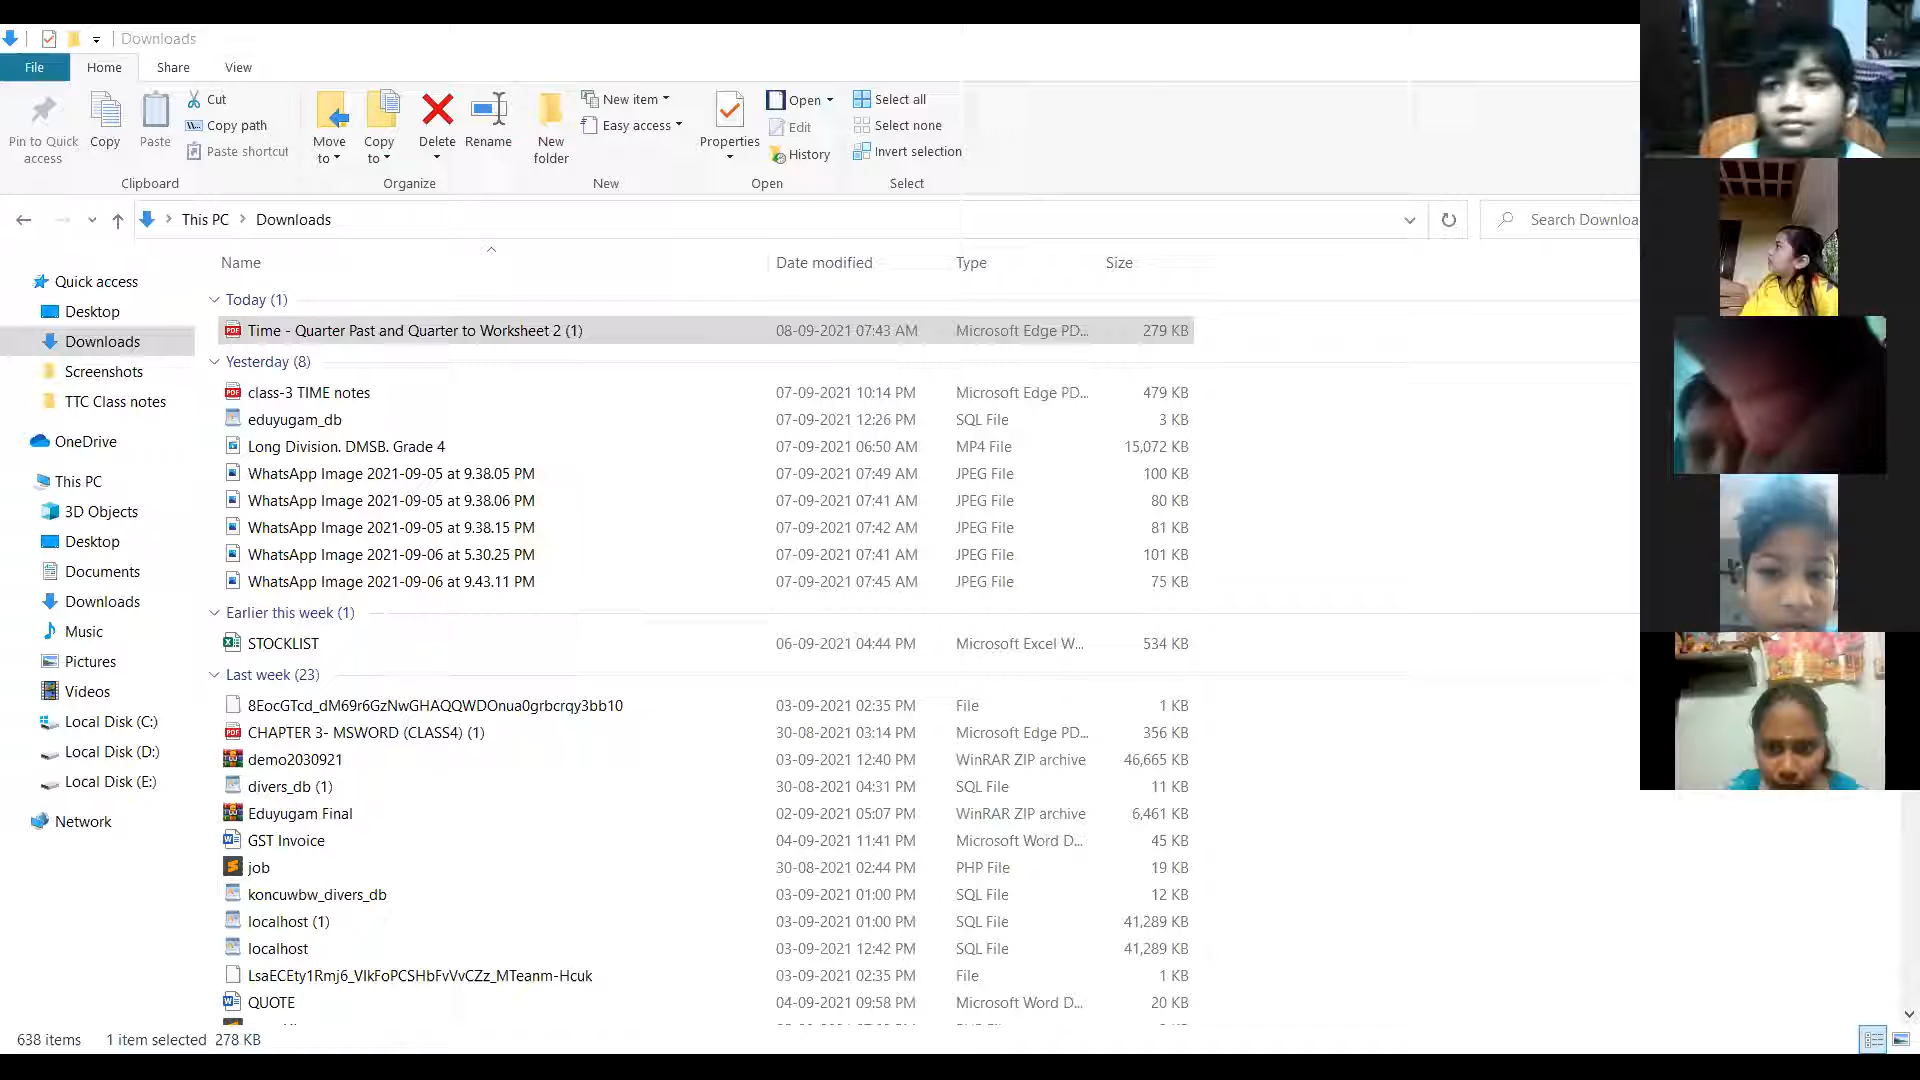 Downloads
File Home Share View
Pin to Quick access
Copy
Paste
Cut
Copy path
Paste shortcut
Clipboard
Move to
Copy to
Delete
Rename
Organize
New folder
New item
Easy access
New
Properties
Open
Edit
History
Open
Select all
Select none
Invert selection
Select
This PC Downloads
Search Downloa
Name Date modified Type Size
Quick access
Desktop
Downloads
Screenshots
TTC Class notes
OneDrive
This PC
3D Objects
Desktop
Documents
Downloads
Music
Pictures
Videos
Local Disk (C:)
Local Disk (D:)
Local Disk (E:)
Network
Today (1)
Time - Quarter Past and Quarter to Worksheet 2 (1) 08-09-2021 07:43 AM Microsoft Edge PD... 279 KB
Yesterday (8)
class-3 TIME notes 07-09-2021 10:14 PM Microsoft Edge PD... 479 KB
eduyugam_db 07-09-2021 12:26 PM SQL File 3 KB
Long Division. DMSB. Grade 4 07-09-2021 06:50 AM MP4 File 15,072 KB
WhatsApp Image 2021-09-05 at 9.38.05 PM 07-09-2021 07:49 AM JPEG File 100 KB
WhatsApp Image 2021-09-05 at 9.38.06 PM 07-09-2021 07:41 AM JPEG File 80 KB
WhatsApp Image 2021-09-05 at 9.38.15 PM 07-09-2021 07:42 AM JPEG File 81 KB
WhatsApp Image 2021-09-06 at 5.30.25 PM 07-09-2021 07:41 AM JPEG File 101 KB
WhatsApp Image 2021-09-06 at 9.43.11 PM 07-09-2021 07:45 AM JPEG File 75 KB
Earlier this week (1)
STOCKLIST 06-09-2021 04:44 PM Microsoft Excel W... 534 KB
Last week (23)
8EocGTcd_dM69r6GzNwGHAQQWDOnua0grbcrqy3bb10 03-09-2021 02:35 PM File 1 KB
CHAPTER 3- MSWORD (CLASS4) (1) 30-08-2021 03:14 PM Microsoft Edge PD... 356 KB
demo2030921 03-09-2021 12:40 PM WinRAR ZIP archive 46,665 KB
divers_db (1) 30-08-2021 04:31 PM SQL File 11 KB
Eduyugam Final 02-09-2021 05:07 PM WinRAR ZIP archive 6,461 KB
GST Invoice 04-09-2021 11:41 PM Microsoft Word D... 45 KB
job 30-08-2021 02:44 PM PHP File 19 KB
koncuwbw_divers_db 03-09-2021 01:00 PM SQL File 12 KB
localhost (1) 03-09-2021 01:00 PM SQL File 41,289 KB
localhost 03-09-2021 12:42 PM SQL File 41,289 KB
LsaECEty1Rmj6_VIkFoPCSHbFvVvCZz_MTeanm-Hcuk 03-09-2021 02:35 PM File 1 KB
QUOTE 04-09-2021 09:58 PM Microsoft Word D... 20 KB
638 items 1 item selected 278 KB